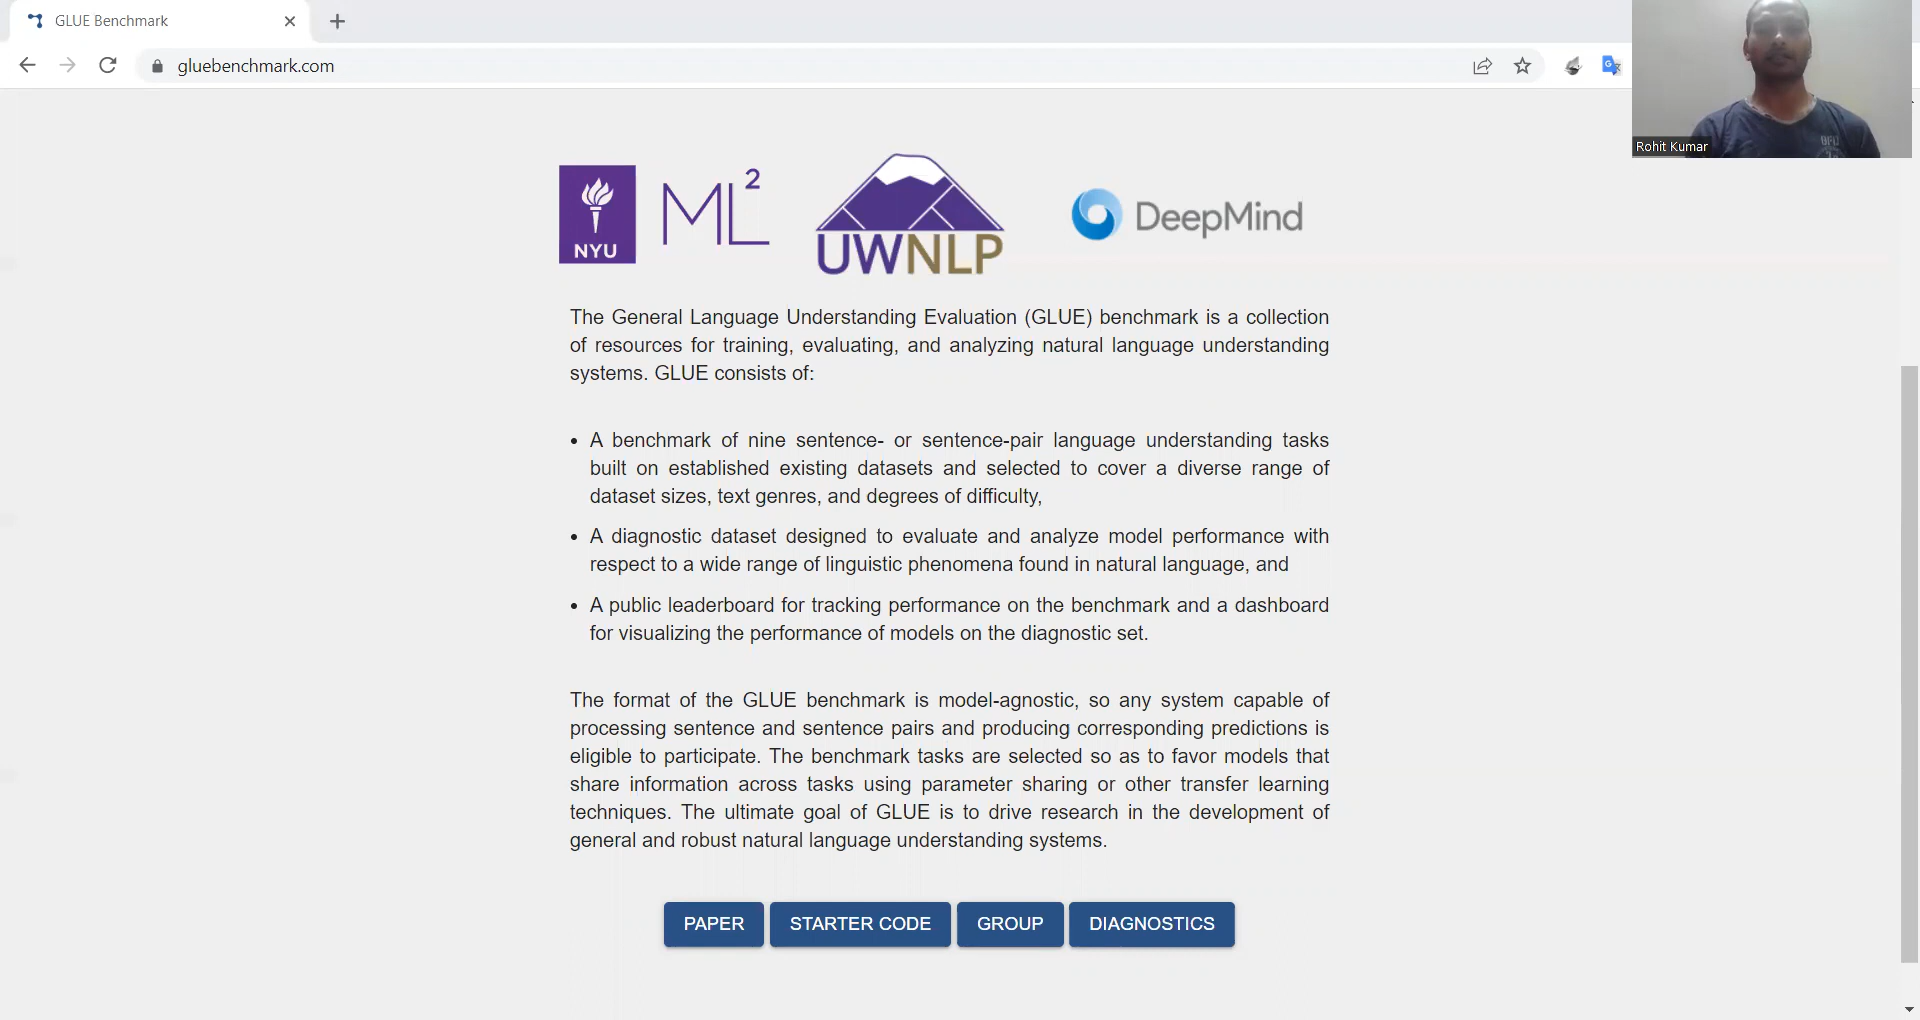 GLUE Benchmark
gluebenchmark.com
Rohit Kumar
NYU
ML2
UWNLP
DeepMind
The General Language Understanding Evaluation (GLUE) benchmark is a collection
of resources for training, evaluating, and analyzing natural language understanding
systems. GLUE consists of:
• A benchmark of nine sentence- or sentence-pair language understanding tasks
built on established existing datasets and selected to cover a diverse range of
dataset sizes, text genres, and degrees of difficulty,
• A diagnostic dataset designed to evaluate and analyze model performance with
respect to a wide range of linguistic phenomena found in natural language, and
• A public leaderboard for tracking performance on the benchmark and a dashboard
for visualizing the performance of models on the diagnostic set.
The format of the GLUE benchmark is model-agnostic, so any system capable of
processing sentence and sentence pairs and producing corresponding predictions is
eligible to participate. The benchmark tasks are selected so as to favor models that
share information across tasks using parameter sharing or other transfer learning
techniques. The ultimate goal of GLUE is to drive research in the development of
general and robust natural language understanding systems.
PAPER STARTER CODE GROUP DIAGNOSTICS